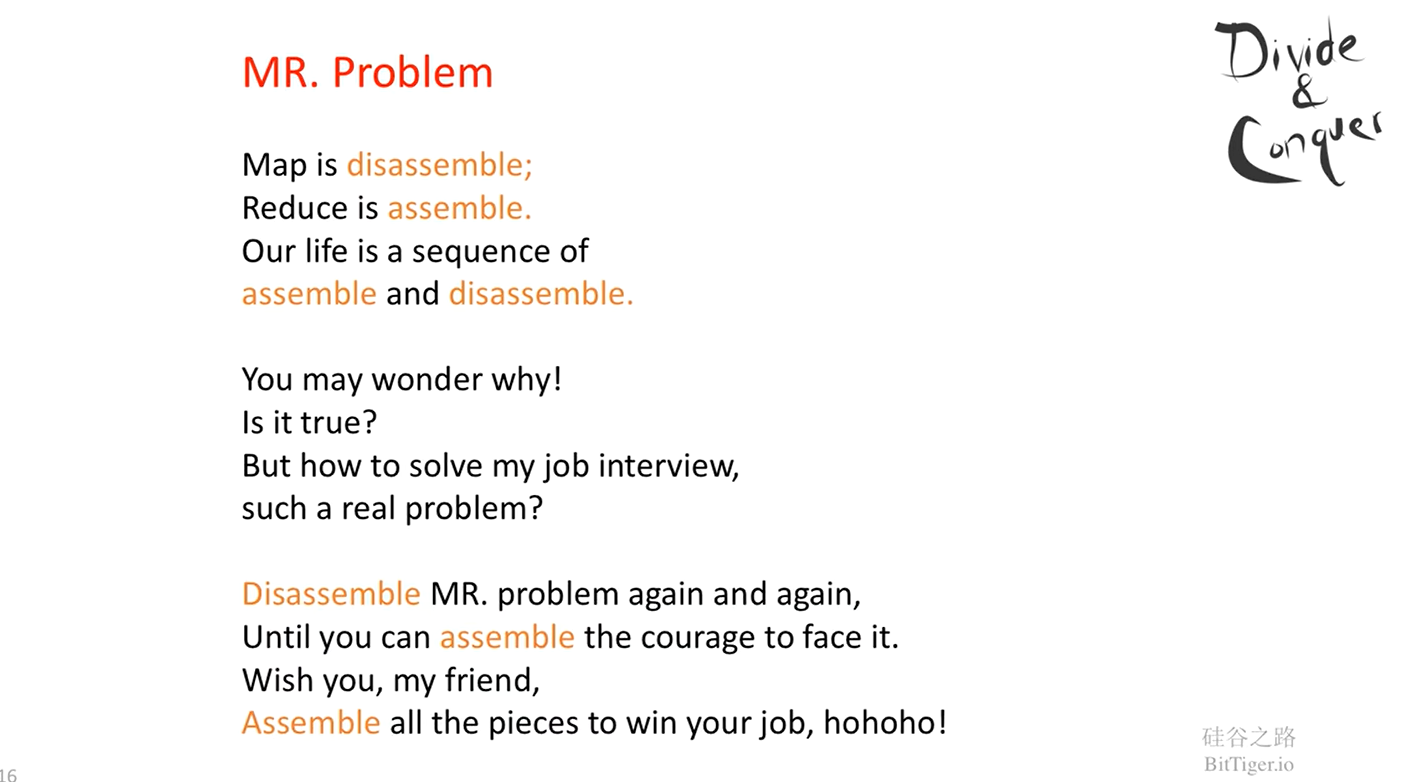 MR. Problem
Divide
&
Conquer
Map is disassemble;
Reduce is assemble.
Our life is a sequence of
assemble and disassemble.
You may wonder why!
Is it true?
But how to solve my job interview,
such a real problem?
Disassemble MR. problem again and again,
Until you can assemble the courage to face it.
Wish you, my friend,
Assemble all the pieces to win your job, hohoho!
硅谷之路
BitTiger.io
16